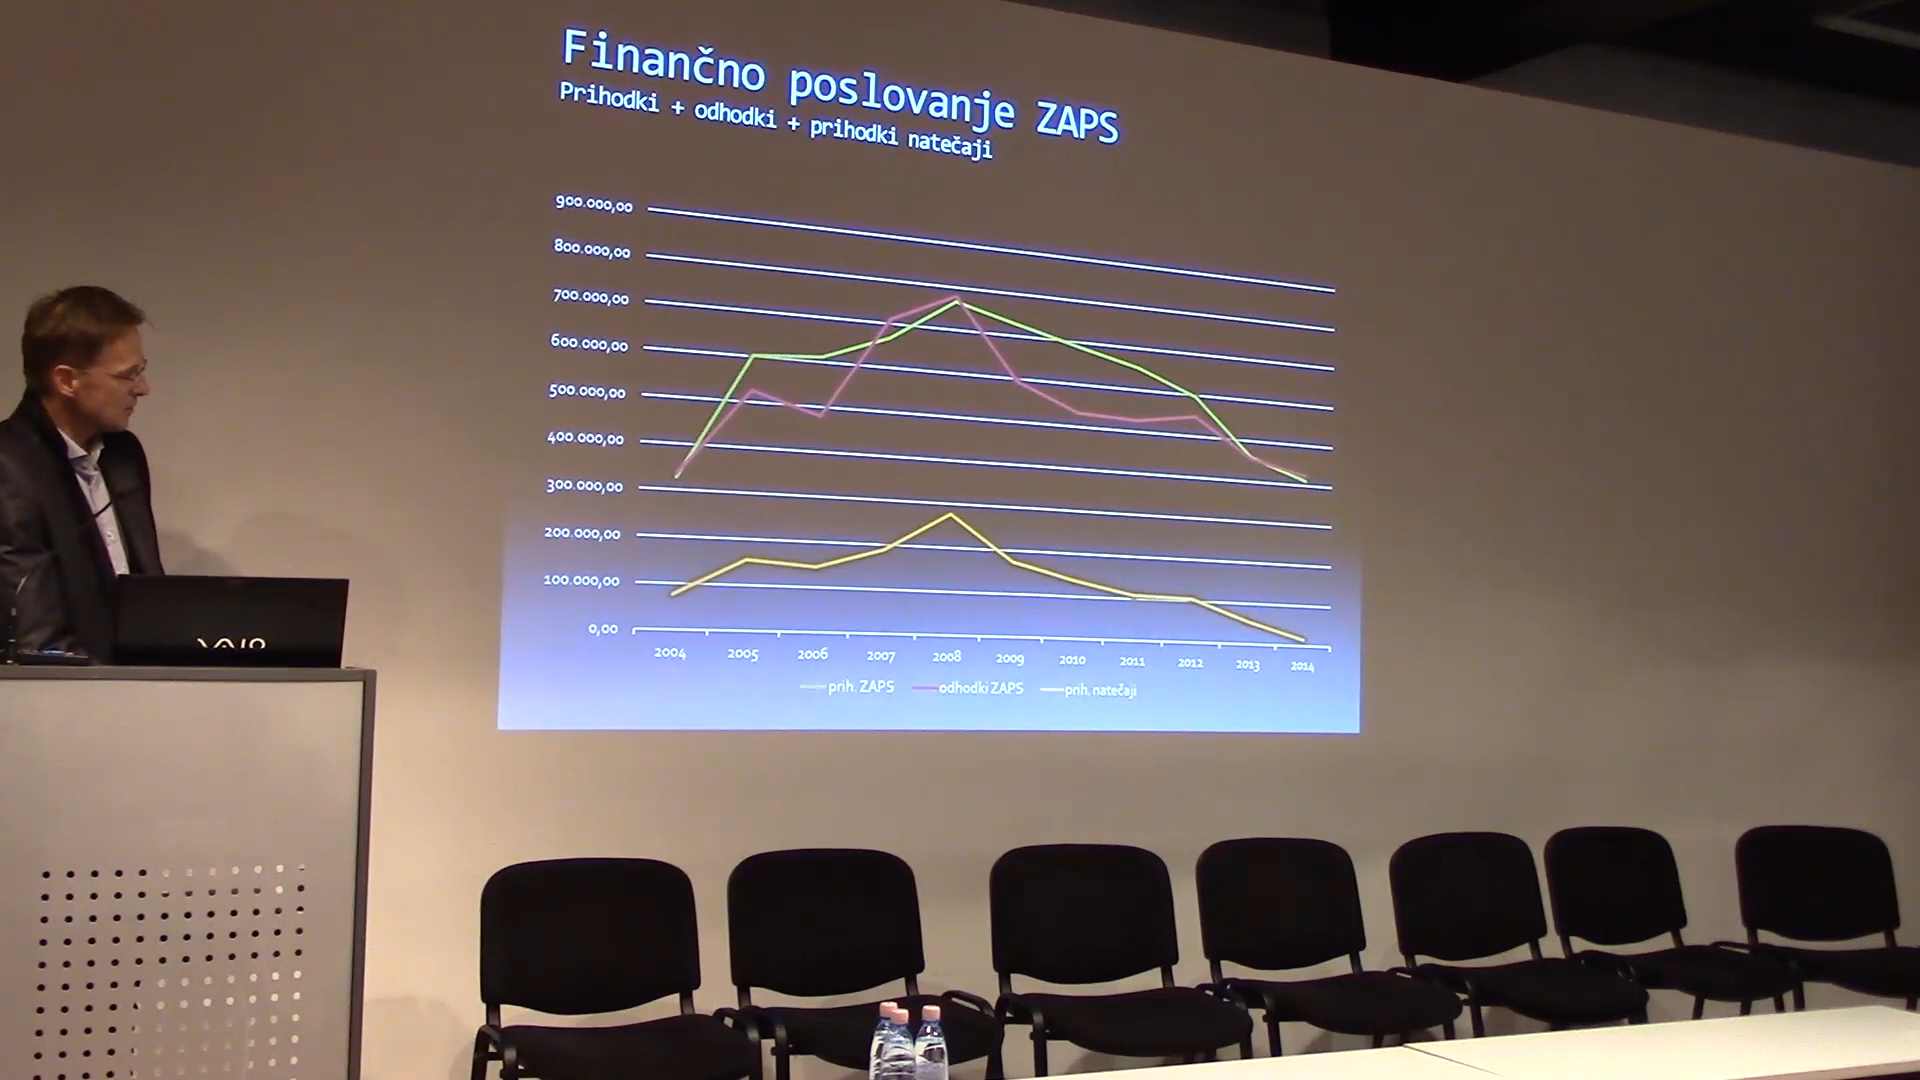 Finančno poslovanje ZAPS
Prihodki + odhodki + prihodki natečaji
900.000,00
800.000,00
700.000,00
600.000,00
500.000,00
400.000,00
300.000,00
200.000,00
100.000,00
0,00
2004 2005 2006 2007 2008 2009 2010 2011 2012 2013 2014
prih. ZAPS odhodki ZAPS prih. natečaji
VAIO